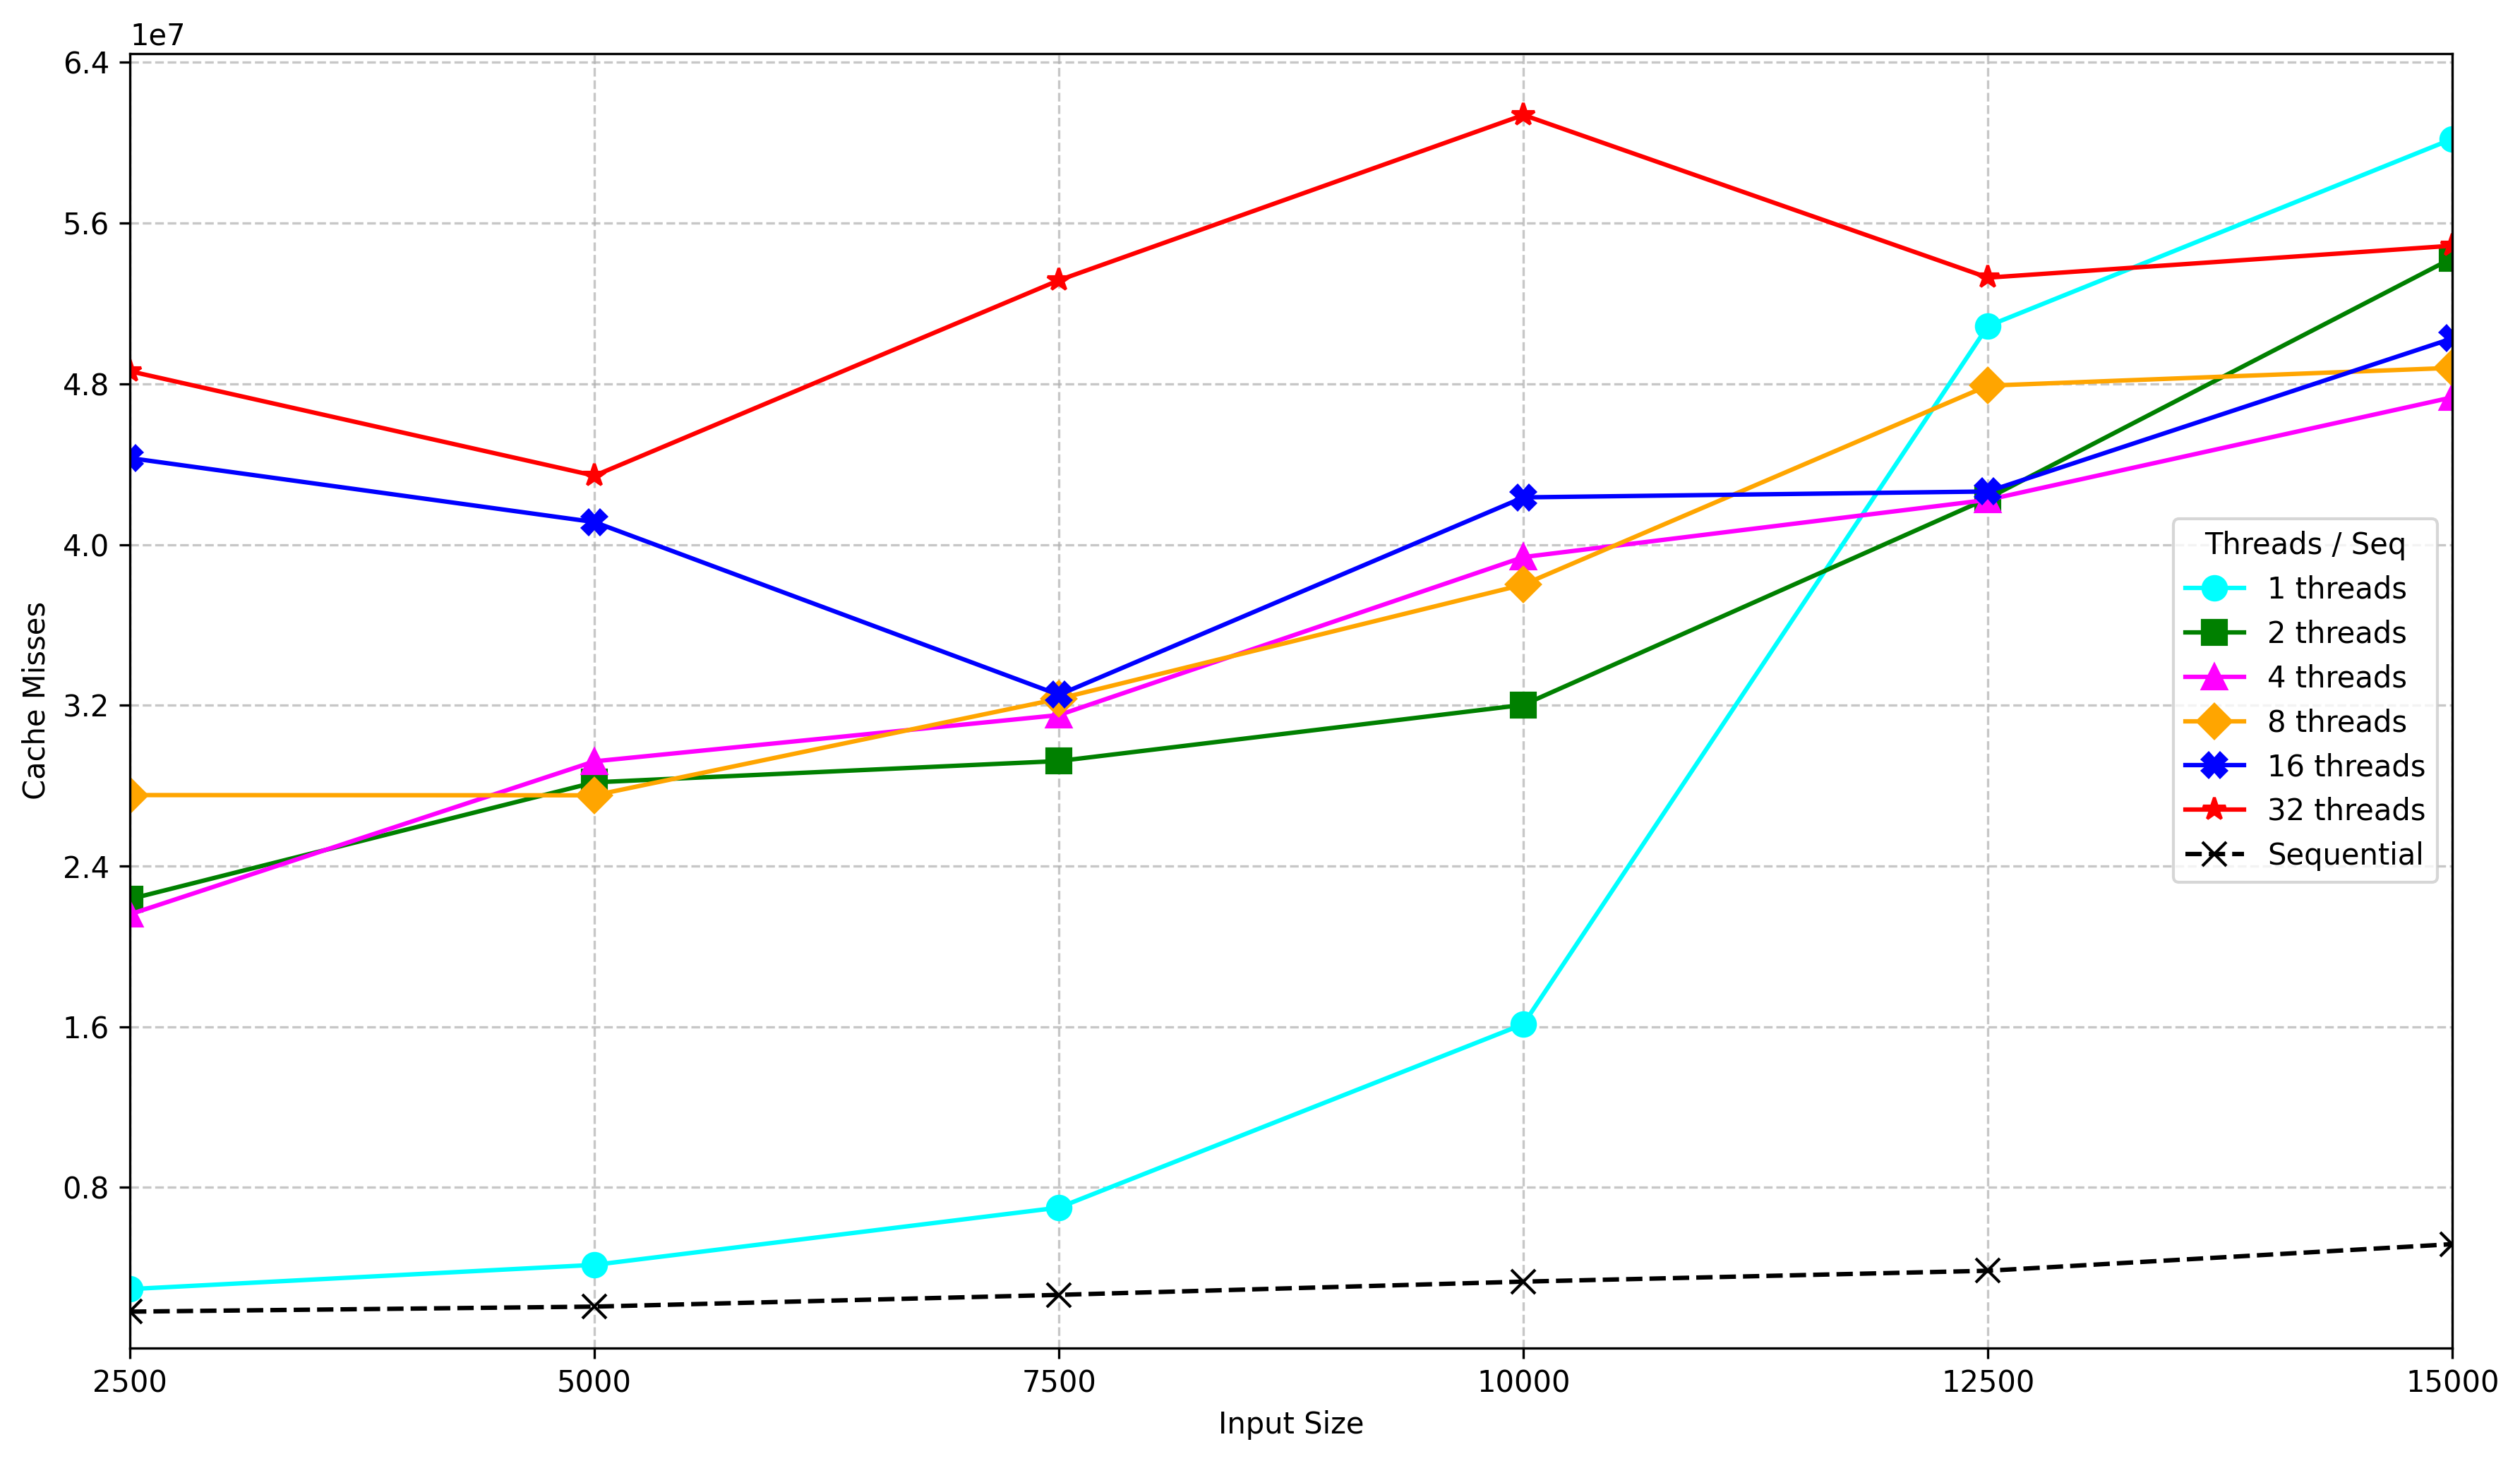 1e7
6.4
5.6
4.8
4.0
3.2
2.4
1.6
0.8
Cache Misses
2500 5000 7500 10000 12500 15000
Input Size
Threads / Seq
1 threads
2 threads
4 threads
8 threads
16 threads
32 threads
Sequential